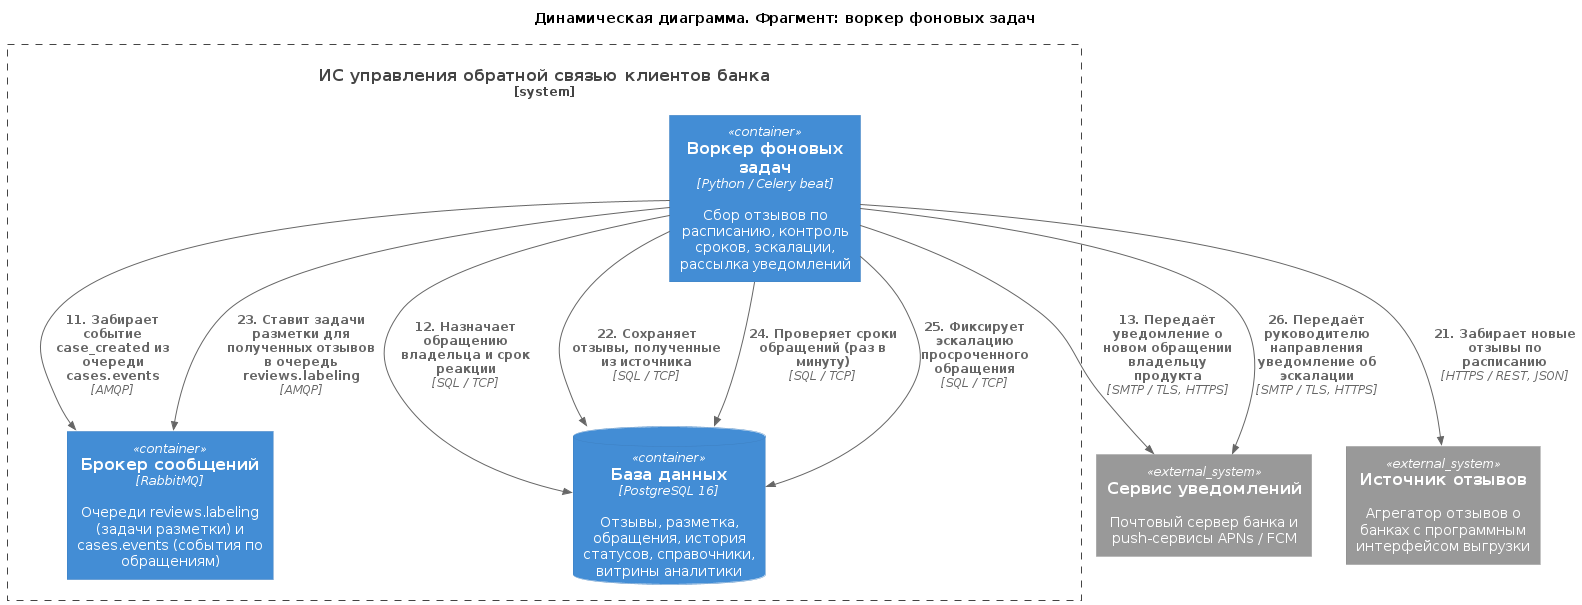 Динамическая диаграмма. Фрагмент: воркер фоновых задач
ИС управления обратной связью клиентов банка
[system]
«container»
Воркер фоновых
задач
[Python / Celery beat]
Сбор отзывов по
расписанию, контроль
сроков, эскалации,
рассылка уведомлений
11. Забирает
событие
case_created из
очереди
cases.events
[AMQP]
23. Ставит задачи
разметки для
полученных отзывов
в очередь
reviews.labeling
[AMQP]
12. Назначает
обращению
владельца и срок
реакции
[SQL / TCP]
22. Сохраняет
отзывы, полученные
из источника
[SQL / TCP]
24. Проверяет сроки
обращений (раз в
минуту)
[SQL / TCP]
25. Фиксирует
эскалацию
просроченного
обращения
[SQL / TCP]
13. Передаёт
уведомление о
новом обращении
владельцу
продукта
[SMTP / TLS, HTTPS]
26. Передаёт
руководителю
направления
уведомление об
эскалации
[SMTP / TLS, HTTPS]
21. Забирает новые
отзывы по
расписанию
[HTTPS / REST, JSON]
«container»
Брокер сообщений
[RabbitMQ]
Очереди reviews.labeling
(задачи разметки) и
cases.events (события по
обращениям)
«container»
База данных
[PostgreSQL 16]
Отзывы, разметка,
обращения, история
статусов, справочники,
витрины аналитики
«external_system»
Сервис уведомлений
Почтовый сервер банка и
push-сервисы APNs / FCM
«external_system»
Источник отзывов
Агрегатор отзывов о
банках с программным
интерфейсом выгрузки